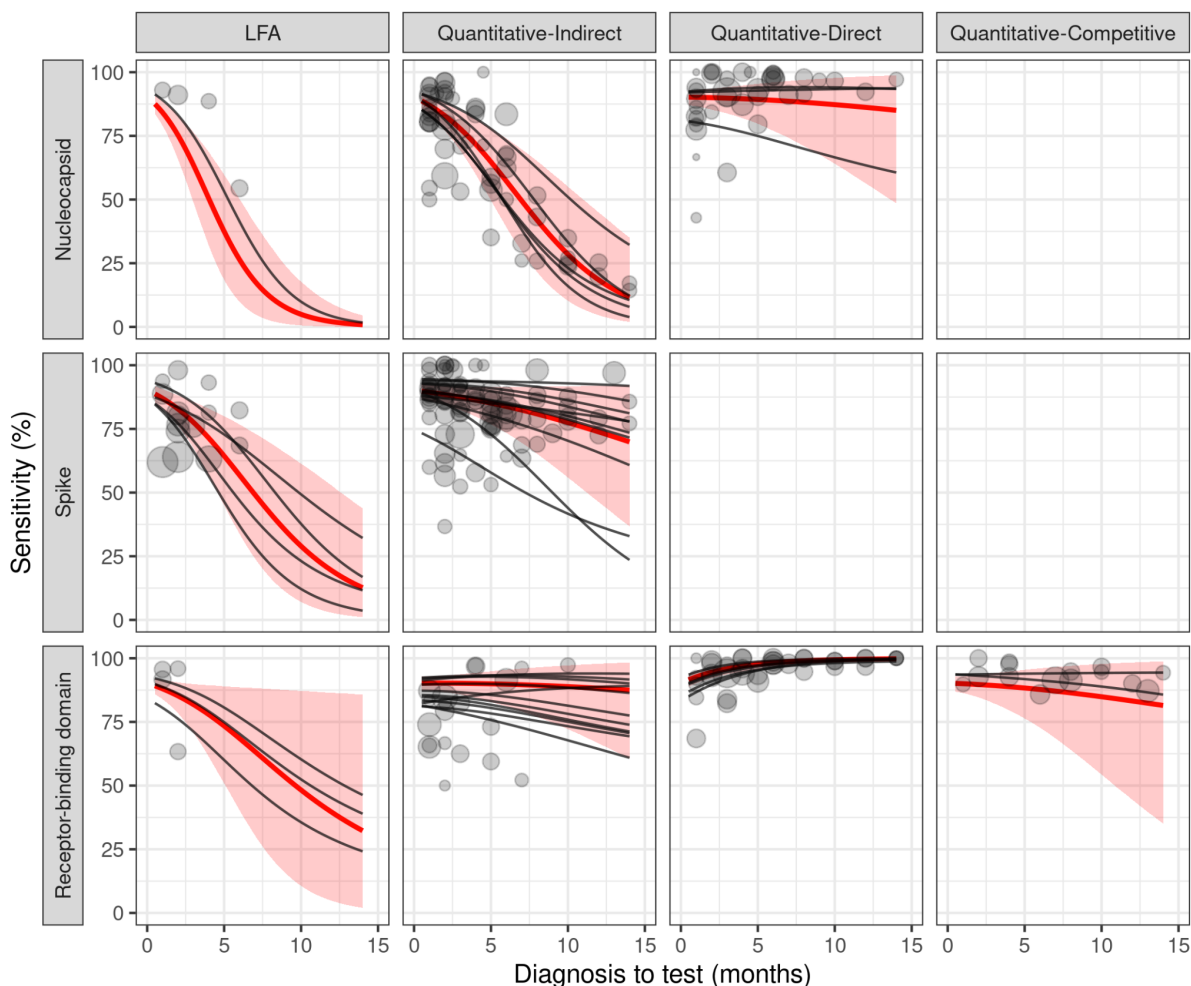 LFA
Quantitative-Indirect
Quantitative-Direct
Quantitative-Competitive
Nucleocapsid
100
75
50
25
0
Spike
100
75
50
25
0
Receptor-binding domain
100
75
50
25
0
Sensitivity (%)
0 5 10 15 0 5 10 15 0 5 10 15 0 5 10 15
Diagnosis to test (months)